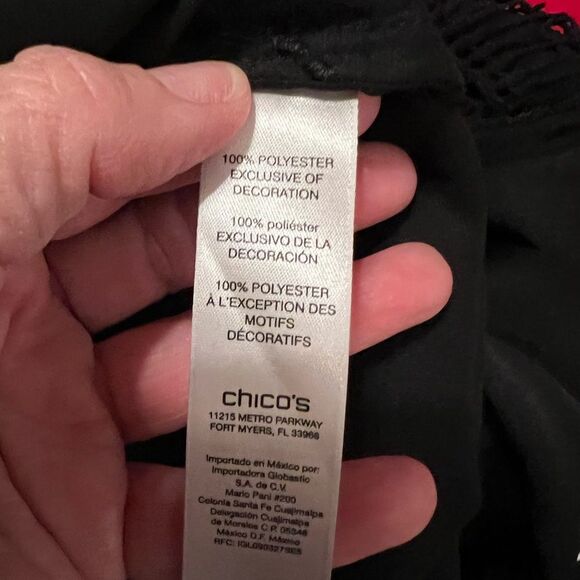 100% POLYESTER
EXCLUSIVE OF
DECORATION
100% poliéster
EXCLUSIVO DE LA
DECORACIÓN
100% POLYESTER
À L'EXCEPTION DES
MOTIFS
DÉCORATIFS
chico's
11215 METRO PARKWAY
FORT MYERS, FL 33966
Importado en México por:
Importadora Globastic
S.A. de C.V.
Mario Pani #200
Colonia Santa Fe Cuajimalpa
Delegación Cuajimalpa
de Morelos C.P. 05348
México D.F. México
RFC: IGL0903279E5